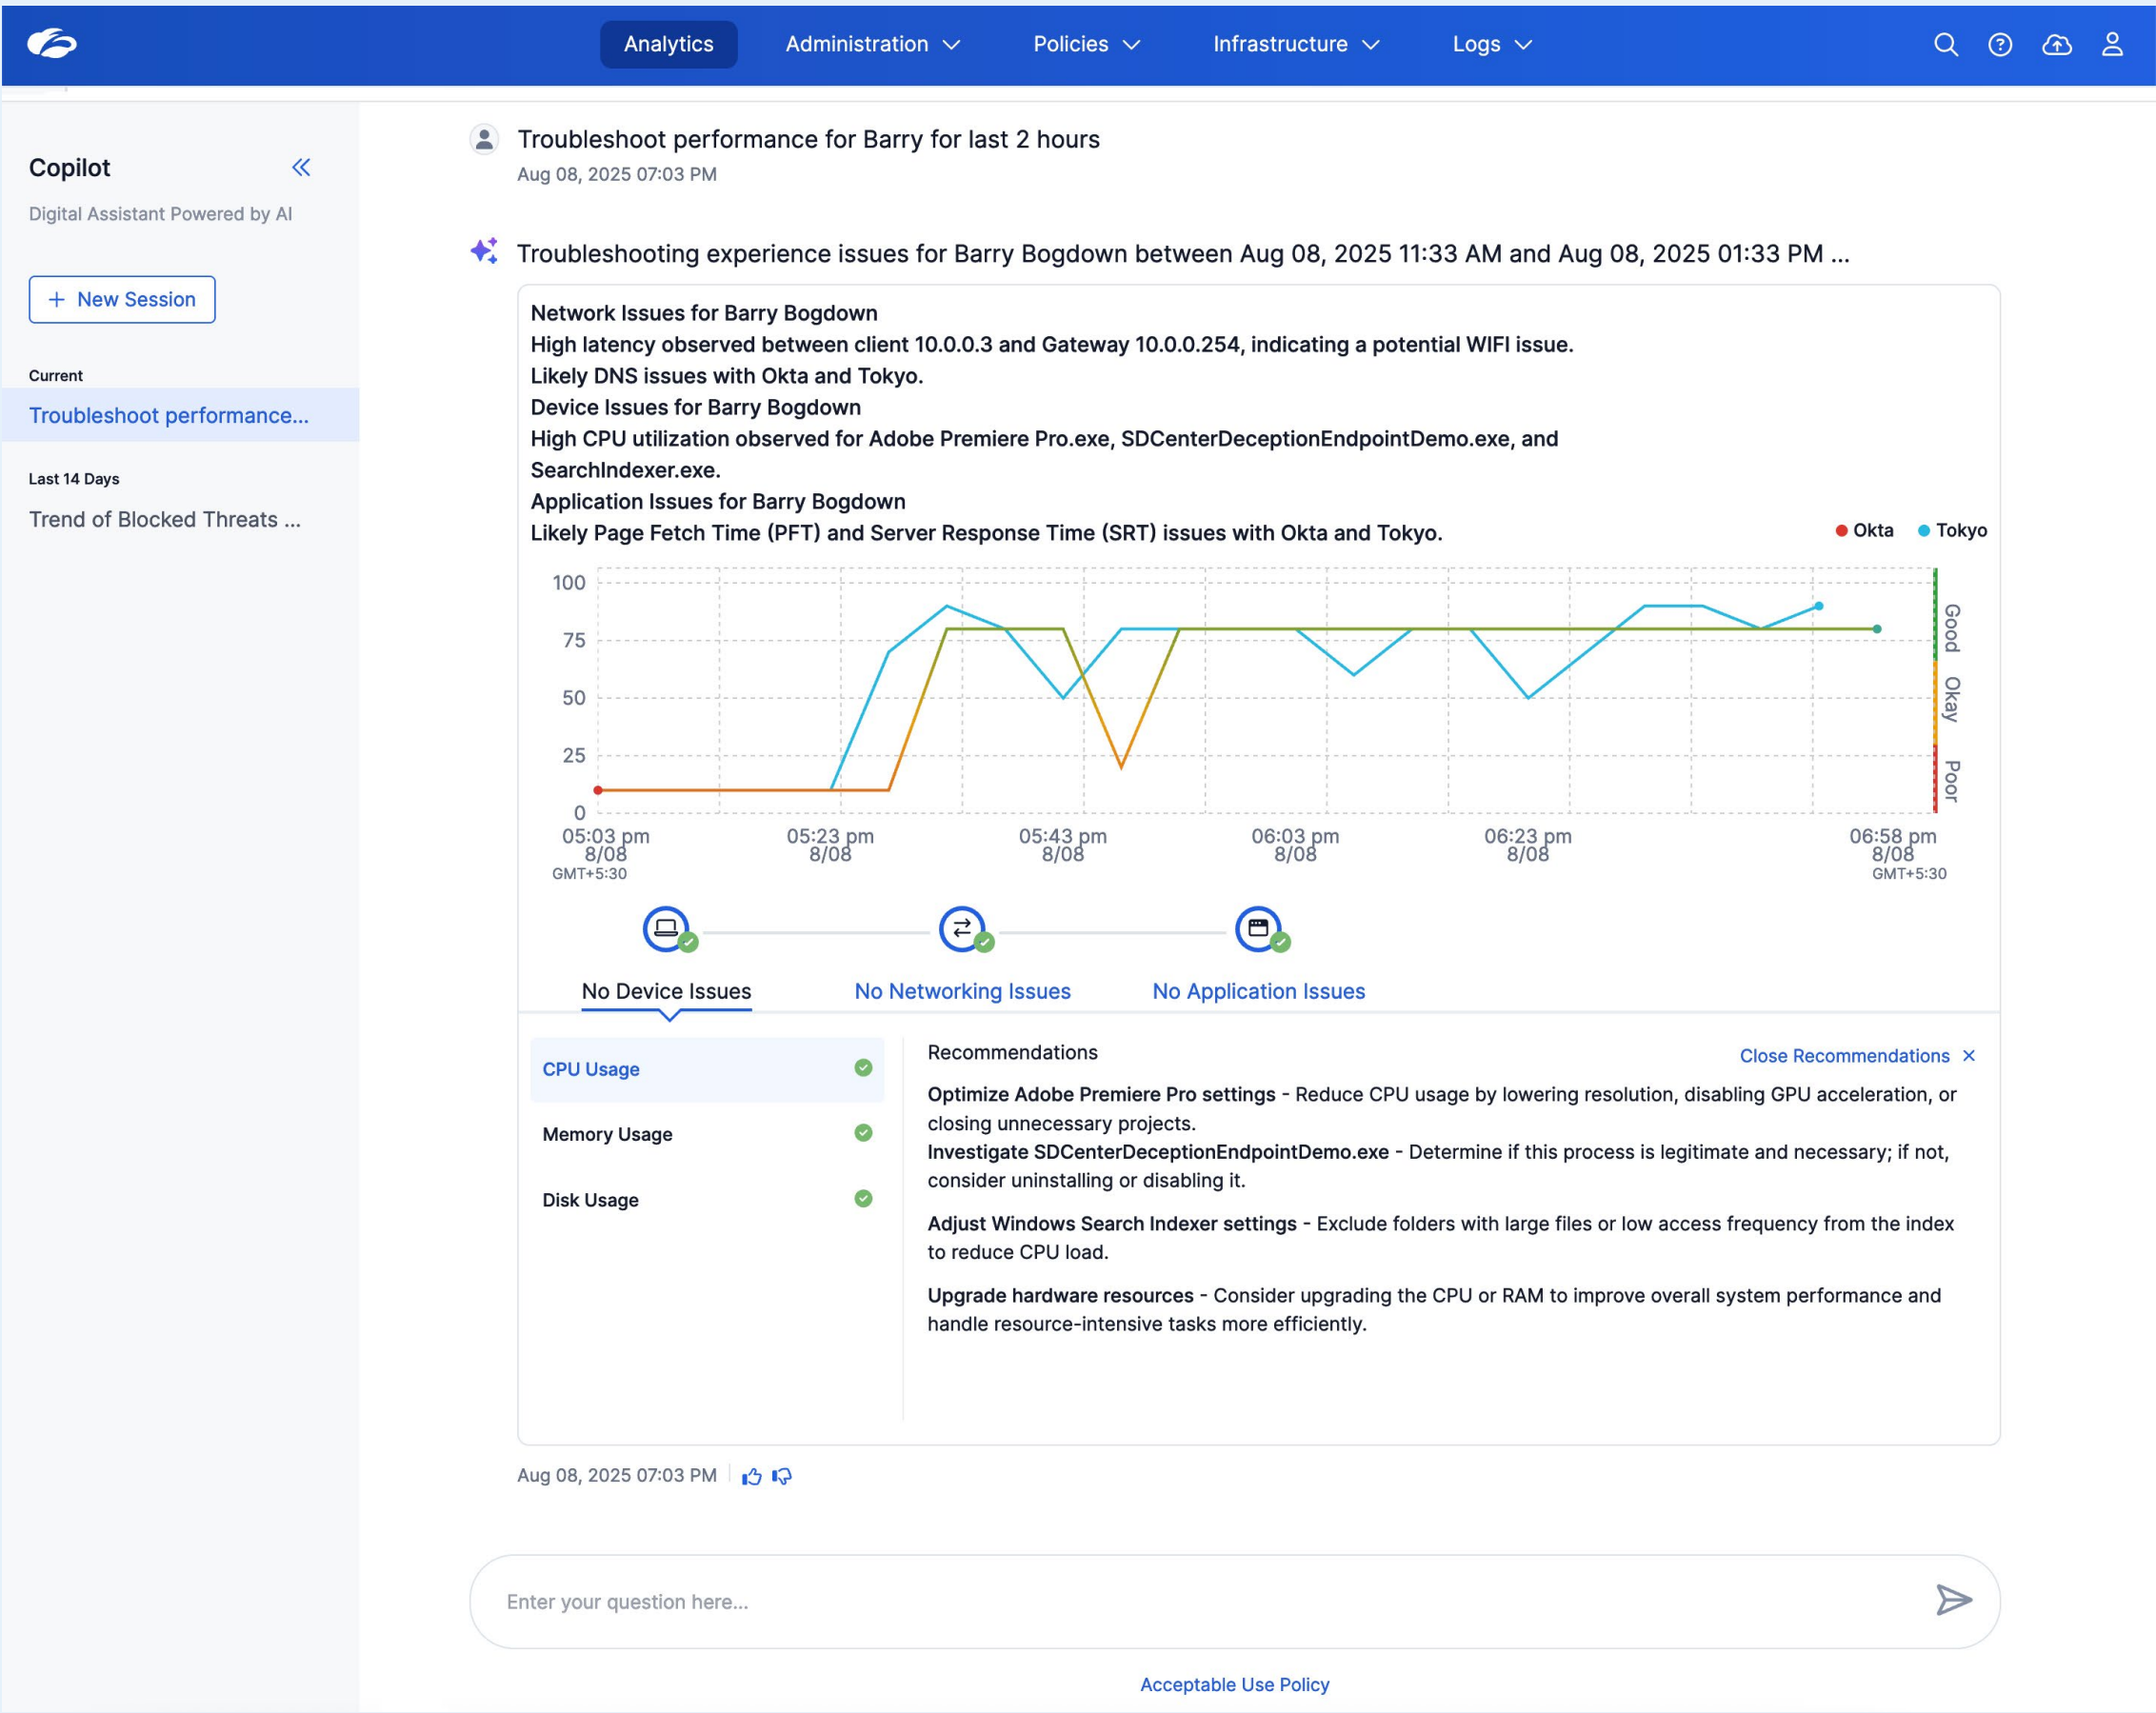 Analytics
Administration
Policies
Infrastructure
Logs
Copilot
Digital Assistant Powered by AI
+ New Session
Current
Troubleshoot performance...
Last 14 Days
Trend of Blocked Threats ...
Troubleshoot performance for Barry for last 2 hours
Aug 08, 2025 07:03 PM
Troubleshooting experience issues for Barry Bogdown between Aug 08, 2025 11:33 AM and Aug 08, 2025 01:33 PM ...
Network Issues for Barry Bogdown
High latency observed between client 10.0.0.3 and Gateway 10.0.0.254, indicating a potential WIFI issue.
Likely DNS issues with Okta and Tokyo.
Device Issues for Barry Bogdown
High CPU utilization observed for Adobe Premiere Pro.exe, SDCenterDeceptionEndpointDemo.exe, and
SearchIndexer.exe.
Application Issues for Barry Bogdown
Likely Page Fetch Time (PFT) and Server Response Time (SRT) issues with Okta and Tokyo.
Okta
Tokyo
100
75
50
25
0
Good
Okay
Poor
05:03 pm
8/08
GMT+5:30
05:23 pm
8/08
05:43 pm
8/08
06:03 pm
8/08
06:23 pm
8/08
06:58 pm
8/08
GMT+5:30
No Device Issues
No Networking Issues
No Application Issues
CPU Usage
Memory Usage
Disk Usage
Recommendations
Close Recommendations ×
Optimize Adobe Premiere Pro settings - Reduce CPU usage by lowering resolution, disabling GPU acceleration, or
closing unnecessary projects.
Investigate SDCenterDeceptionEndpointDemo.exe - Determine if this process is legitimate and necessary; if not,
consider uninstalling or disabling it.
Adjust Windows Search Indexer settings - Exclude folders with large files or low access frequency from the index
to reduce CPU load.
Upgrade hardware resources - Consider upgrading the CPU or RAM to improve overall system performance and
handle resource-intensive tasks more efficiently.
Aug 08, 2025 07:03 PM
Enter your question here...
Acceptable Use Policy